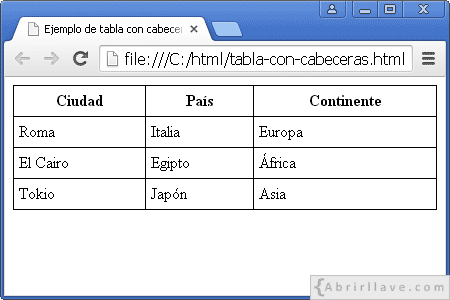 Ejemplo de tabla con cabecer
file:///C:/html/tabla-con-cabeceras.html
Ciudad País Continente
Roma Italia Europa
El Cairo Egipto África
Tokio Japón Asia
{Abrirllave.com